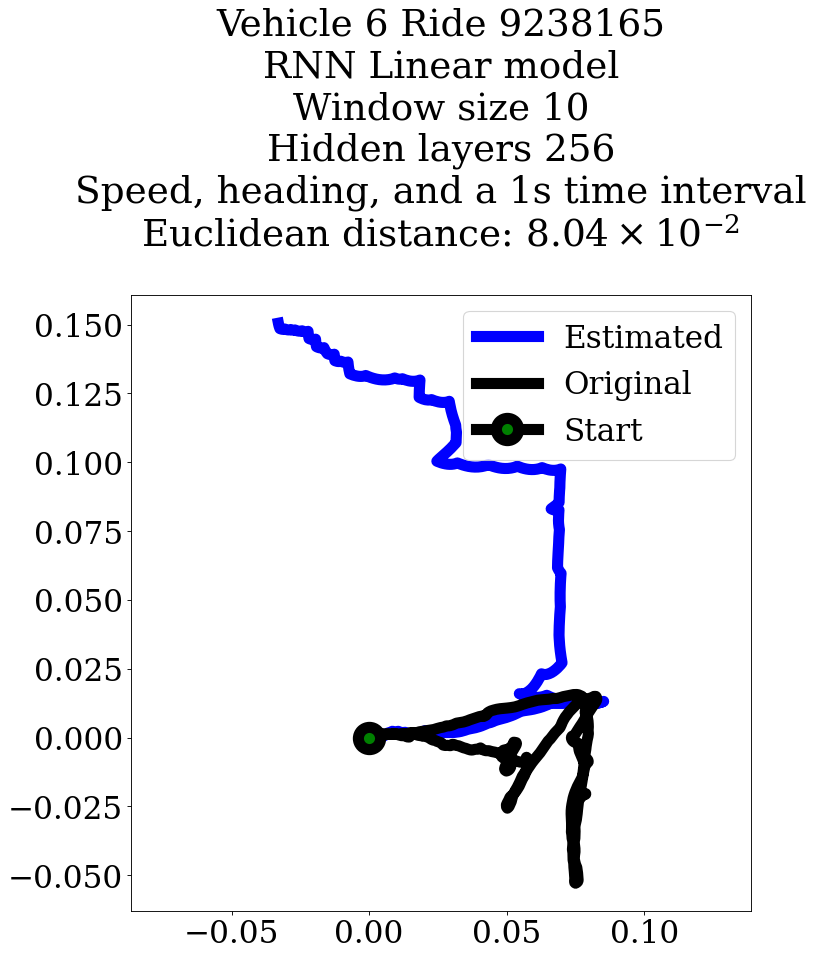 Vehicle 6 Ride 9238165
RNN Linear model
Window size 10
Hidden layers 256
Speed, heading, and a 1s time interval
Euclidean distance: 8.04 × 10⁻²
Estimated
Original
Start
0.150
0.125
0.100
0.075
0.050
0.025
0.000
−0.025
−0.050
−0.05 0.00 0.05 0.10